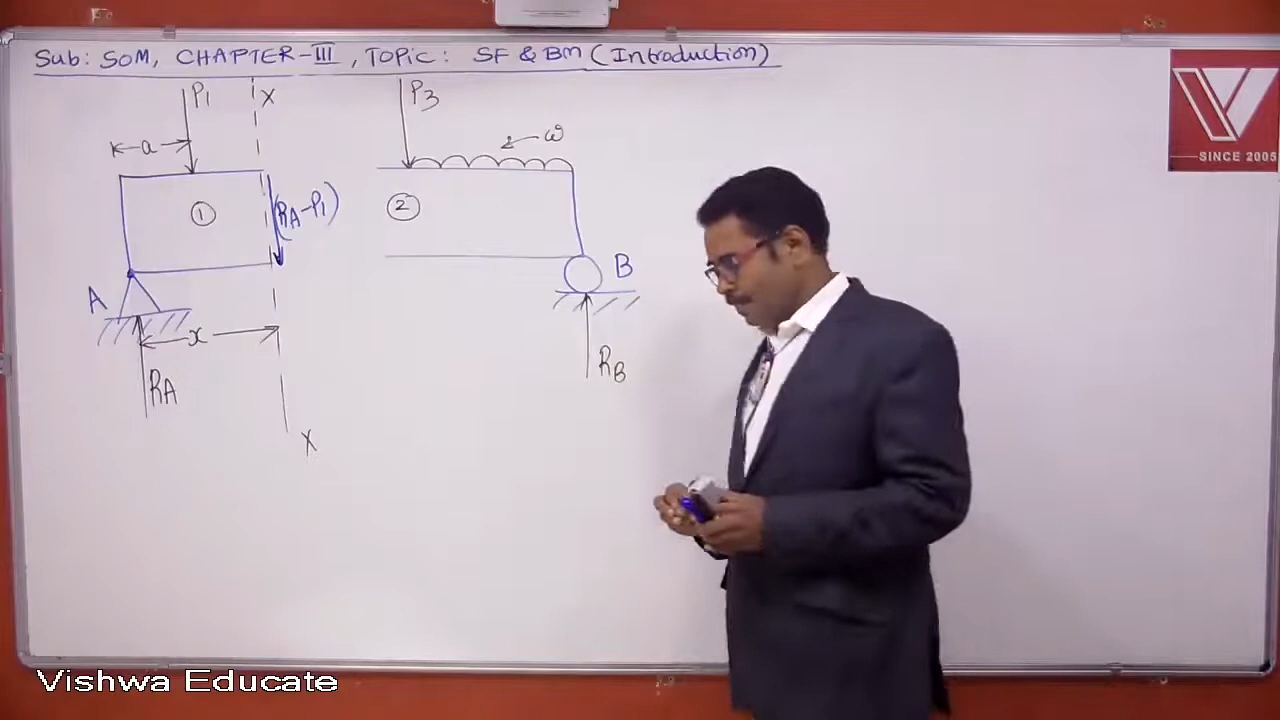 Sub: SOM, CHAPTER-III, TOPIC: SF & BM (Introduction)
P1
X
P3
a
ω
SINCE 2005
1
(RA-P1)
2
A
B
x
RA
RB
X
Vishwa Educate